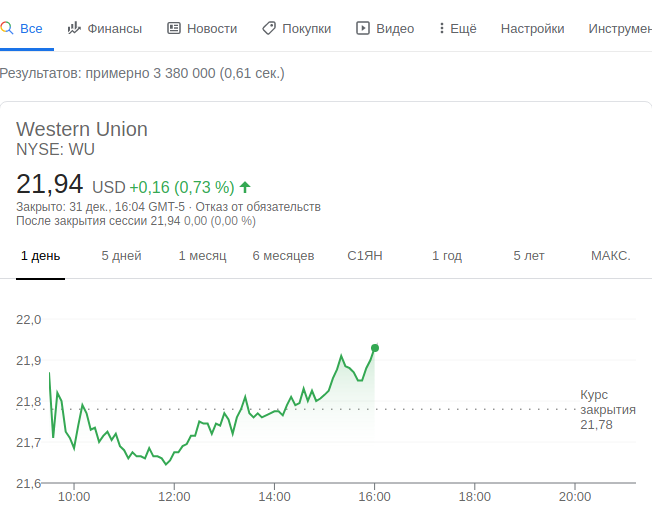 Все Финансы Новости Покупки Видео Ещё Настройки Инструмен
Результатов: примерно 3 380 000 (0,61 сек.)
Western Union
NYSE: WU
21,94 USD +0,16 (0,73 %)
Закрыто: 31 дек., 16:04 GMT-5 · Отказ от обязательств
После закрытия сессии 21,94 0,00 (0,00 %)
1 день 5 дней 1 месяц 6 месяцев С1ЯН 1 год 5 лет МАКС.
22,0
21,9
21,8
21,7
21,6
Курс
закрытия
21,78
10:00 12:00 14:00 16:00 18:00 20:00